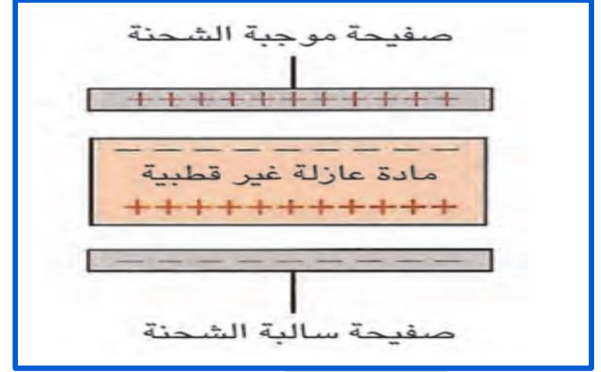 صفيحة موجبة الشحنة
+ + + + + + + + + + +
— — — — — — — — — — —
مادة عازلة غير قطبية
+ + + + + + + + + + +
— — — — — — — — — — —
صفيحة سالبة الشحنة